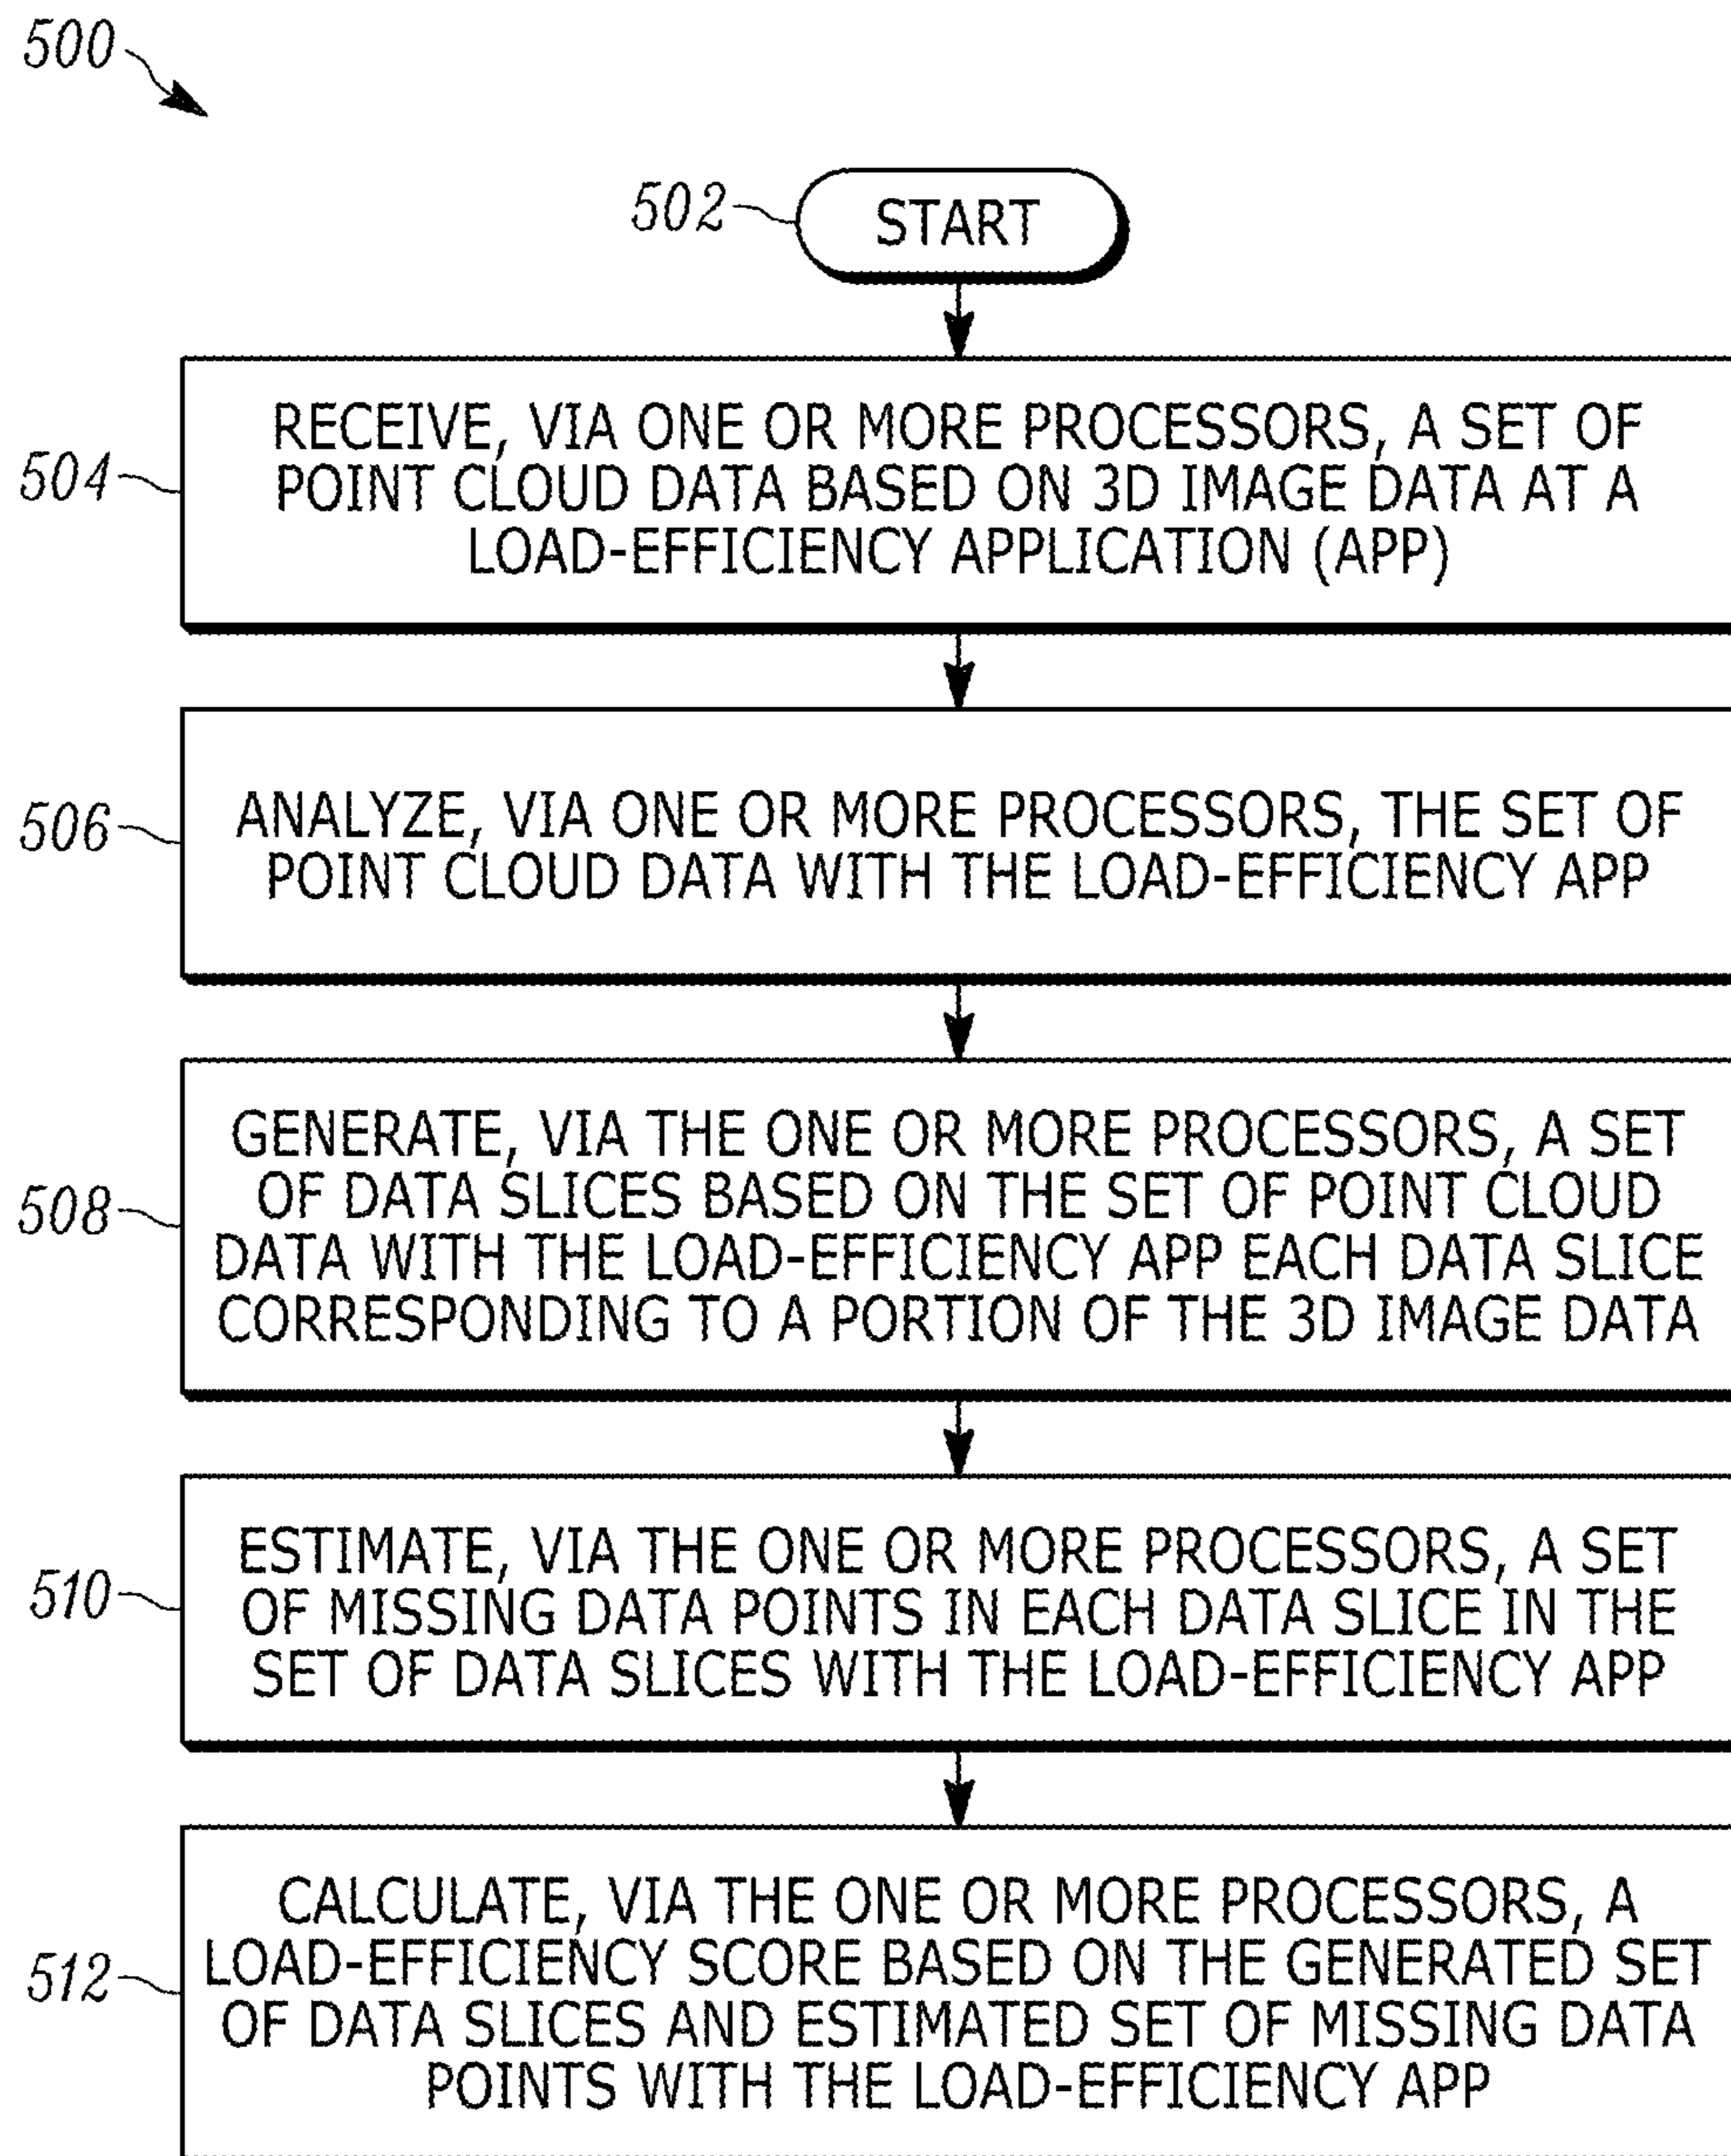 500
502
START
504
RECEIVE, VIA ONE OR MORE PROCESSORS, A SET OF
POINT CLOUD DATA BASED ON 3D IMAGE DATA AT A
LOAD-EFFICIENCY APPLICATION (APP)
506
ANALYZE, VIA ONE OR MORE PROCESSORS, THE SET OF
POINT CLOUD DATA WITH THE LOAD-EFFICIENCY APP
508
GENERATE, VIA THE ONE OR MORE PROCESSORS, A SET
OF DATA SLICES BASED ON THE SET OF POINT CLOUD
DATA WITH THE LOAD-EFFICIENCY APP EACH DATA SLICE
CORRESPONDING TO A PORTION OF THE 3D IMAGE DATA
510
ESTIMATE, VIA THE ONE OR MORE PROCESSORS, A SET
OF MISSING DATA POINTS IN EACH DATA SLICE IN THE
SET OF DATA SLICES WITH THE LOAD-EFFICIENCY APP
512
CALCULATE, VIA THE ONE OR MORE PROCESSORS, A
LOAD-EFFICIENCY SCORE BASED ON THE GENERATED SET
OF DATA SLICES AND ESTIMATED SET OF MISSING DATA
POINTS WITH THE LOAD-EFFICIENCY APP